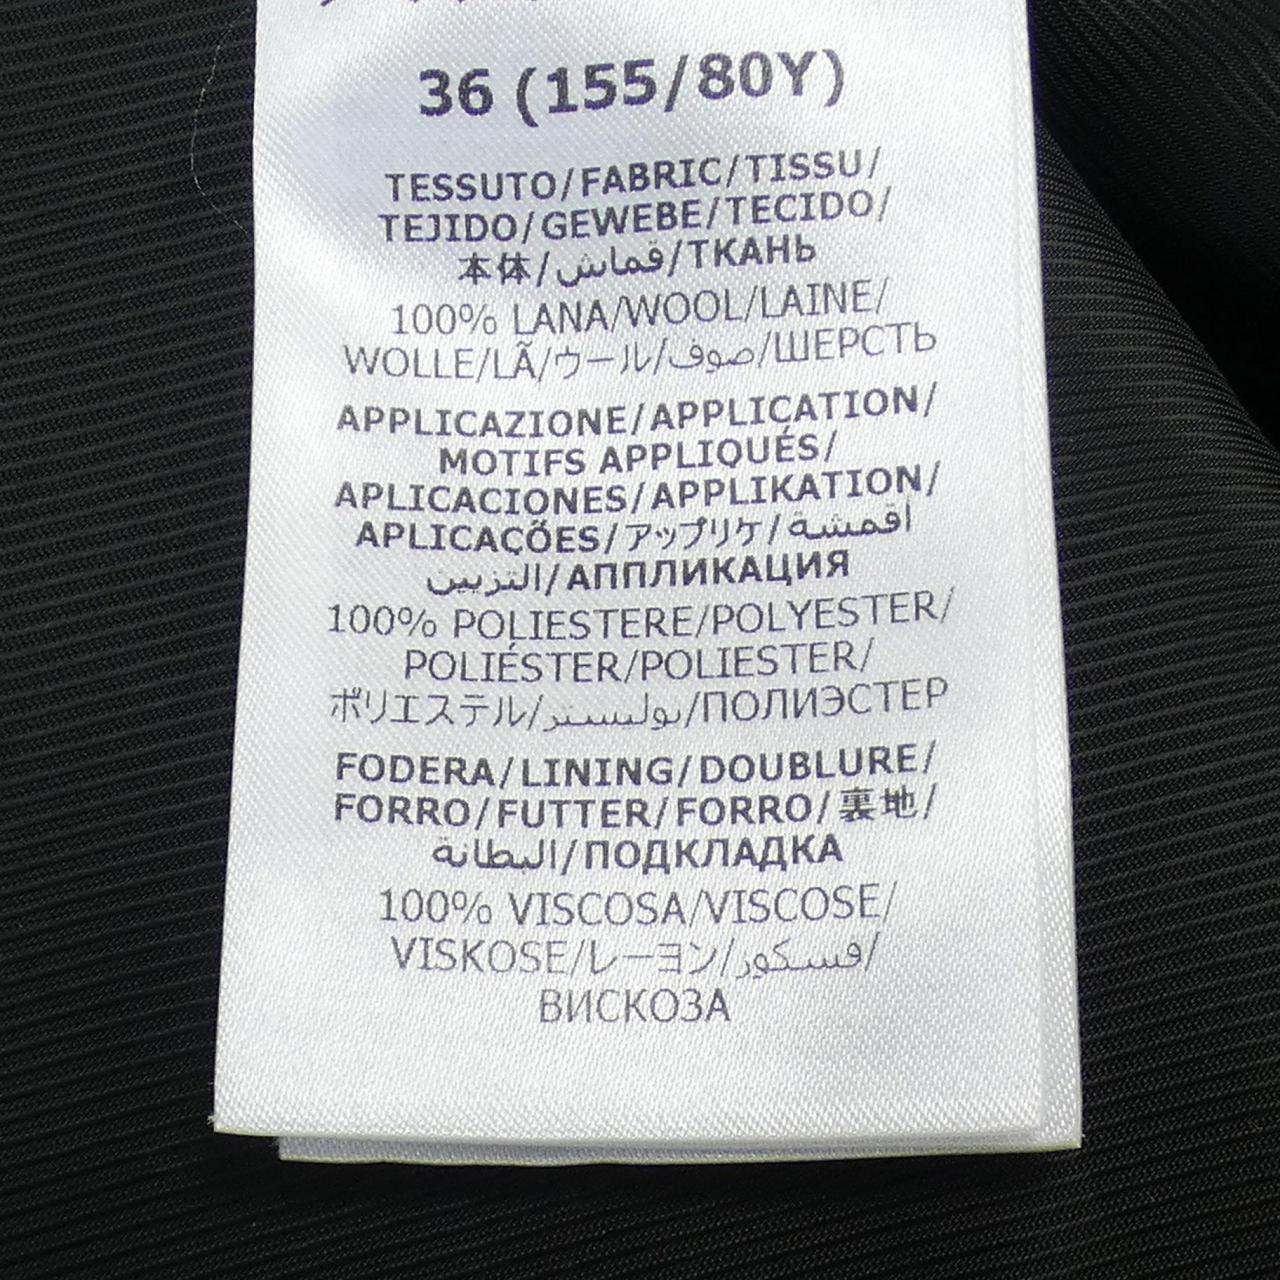 36 (155/80Y)
TESSUTO/FABRIC/TISSU/
TEJIDO/GEWEBE/TECIDO/
本体/قماش/ТКАНЬ
100% LANA/WOOL/LAINE/
WOLLE/LÃ/ウール/صوف/ШЕРСТЬ
APPLICAZIONE/APPLICATION/
MOTIFS APPLIQUÉS/
APLICACIONES/APPLIKATION/
APLICAÇÕES/アップリケ/اقمشة
التزيين/АППЛИКАЦИЯ
100% POLIESTERE/POLYESTER/
POLIÉSTER/POLIESTER/
ポリエステル/بوليستر/ПОЛИЭСТЕР
FODERA/LINING/DOUBLURE/
FORRO/FUTTER/FORRO/裏地/
البطانة/ПОДКЛАДКА
100% VISCOSA/VISCOSE/
VISKOSE/レーヨン/فسكوز/
ВИСКОЗА